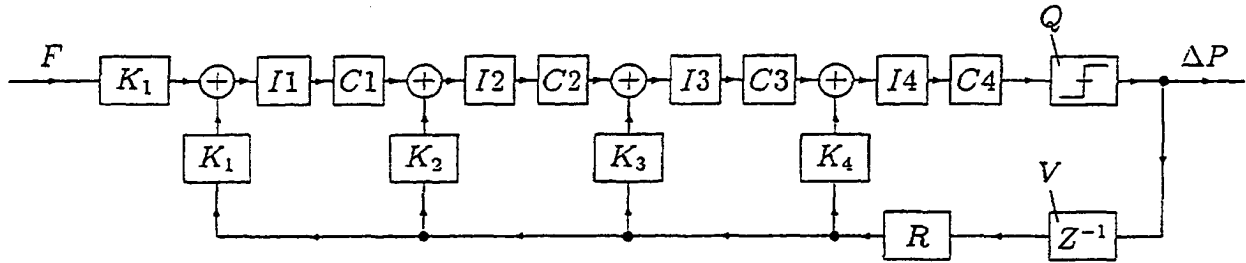 Q
F ΔP
K₁ + I1 C1 + I2 C2 + I3 C3 + I4 C4
K₁ K₂ K₃ K₄
V
R Z⁻¹